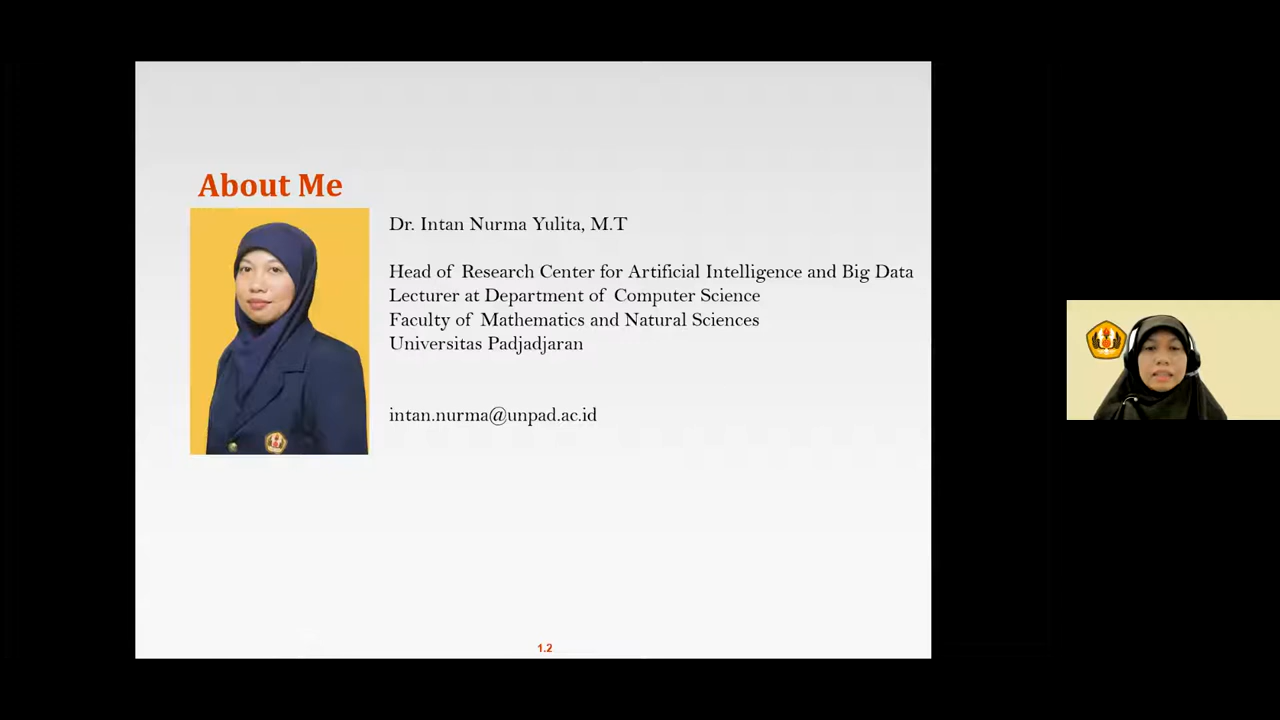 About Me
Dr. Intan Nurma Yulita, M.T
Head of Research Center for Artificial Intelligence and Big Data
Lecturer at Department of Computer Science
Faculty of Mathematics and Natural Sciences
Universitas Padjadjaran
intan.nurma@unpad.ac.id
1.2